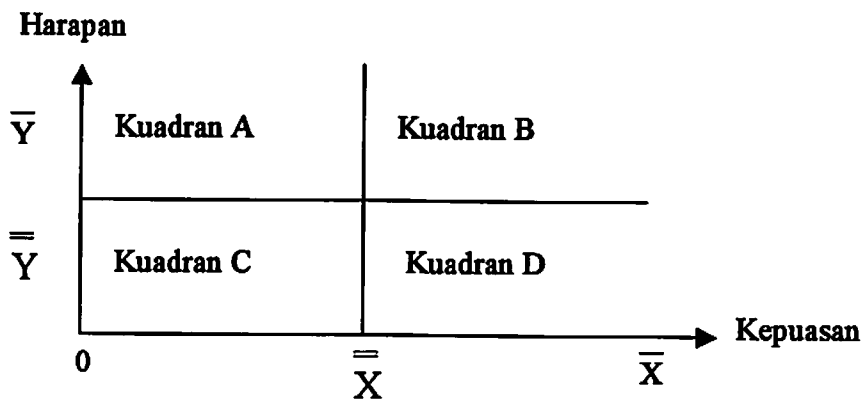 Harapan
Y̅ Kuadran A Kuadran B
Y̿ Kuadran C Kuadran D
Kepuasan
0 X̿ X̅